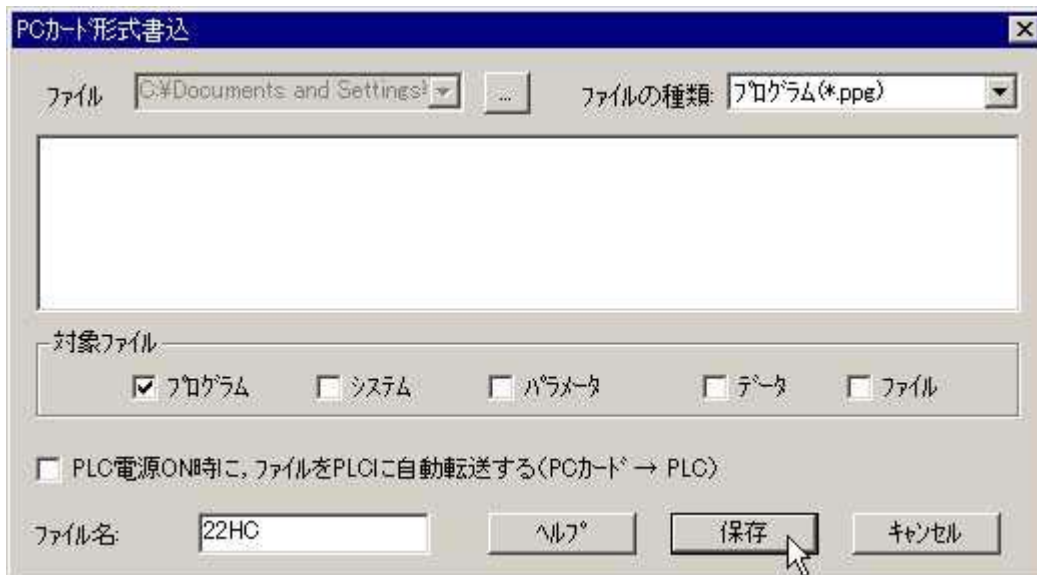 PCｶｰﾄﾞ形式書込
ﾌｧｲﾙ C:¥Documents and Settings¥ ... ﾌｧｲﾙの種類: ﾌﾟﾛｸﾞﾗﾑ(*.ppg)
対象ﾌｧｲﾙ
ﾌﾟﾛｸﾞﾗﾑ ｼｽﾃﾑ ﾊﾟﾗﾒｰﾀ ﾃﾞｰﾀ ﾌｧｲﾙ
PLC電源ON時に, ﾌｧｲﾙをPLCに自動転送する(PCｶｰﾄﾞ → PLC)
ﾌｧｲﾙ名: 22HC ﾍﾙﾌﾟ 保存 ｷｬﾝｾﾙ